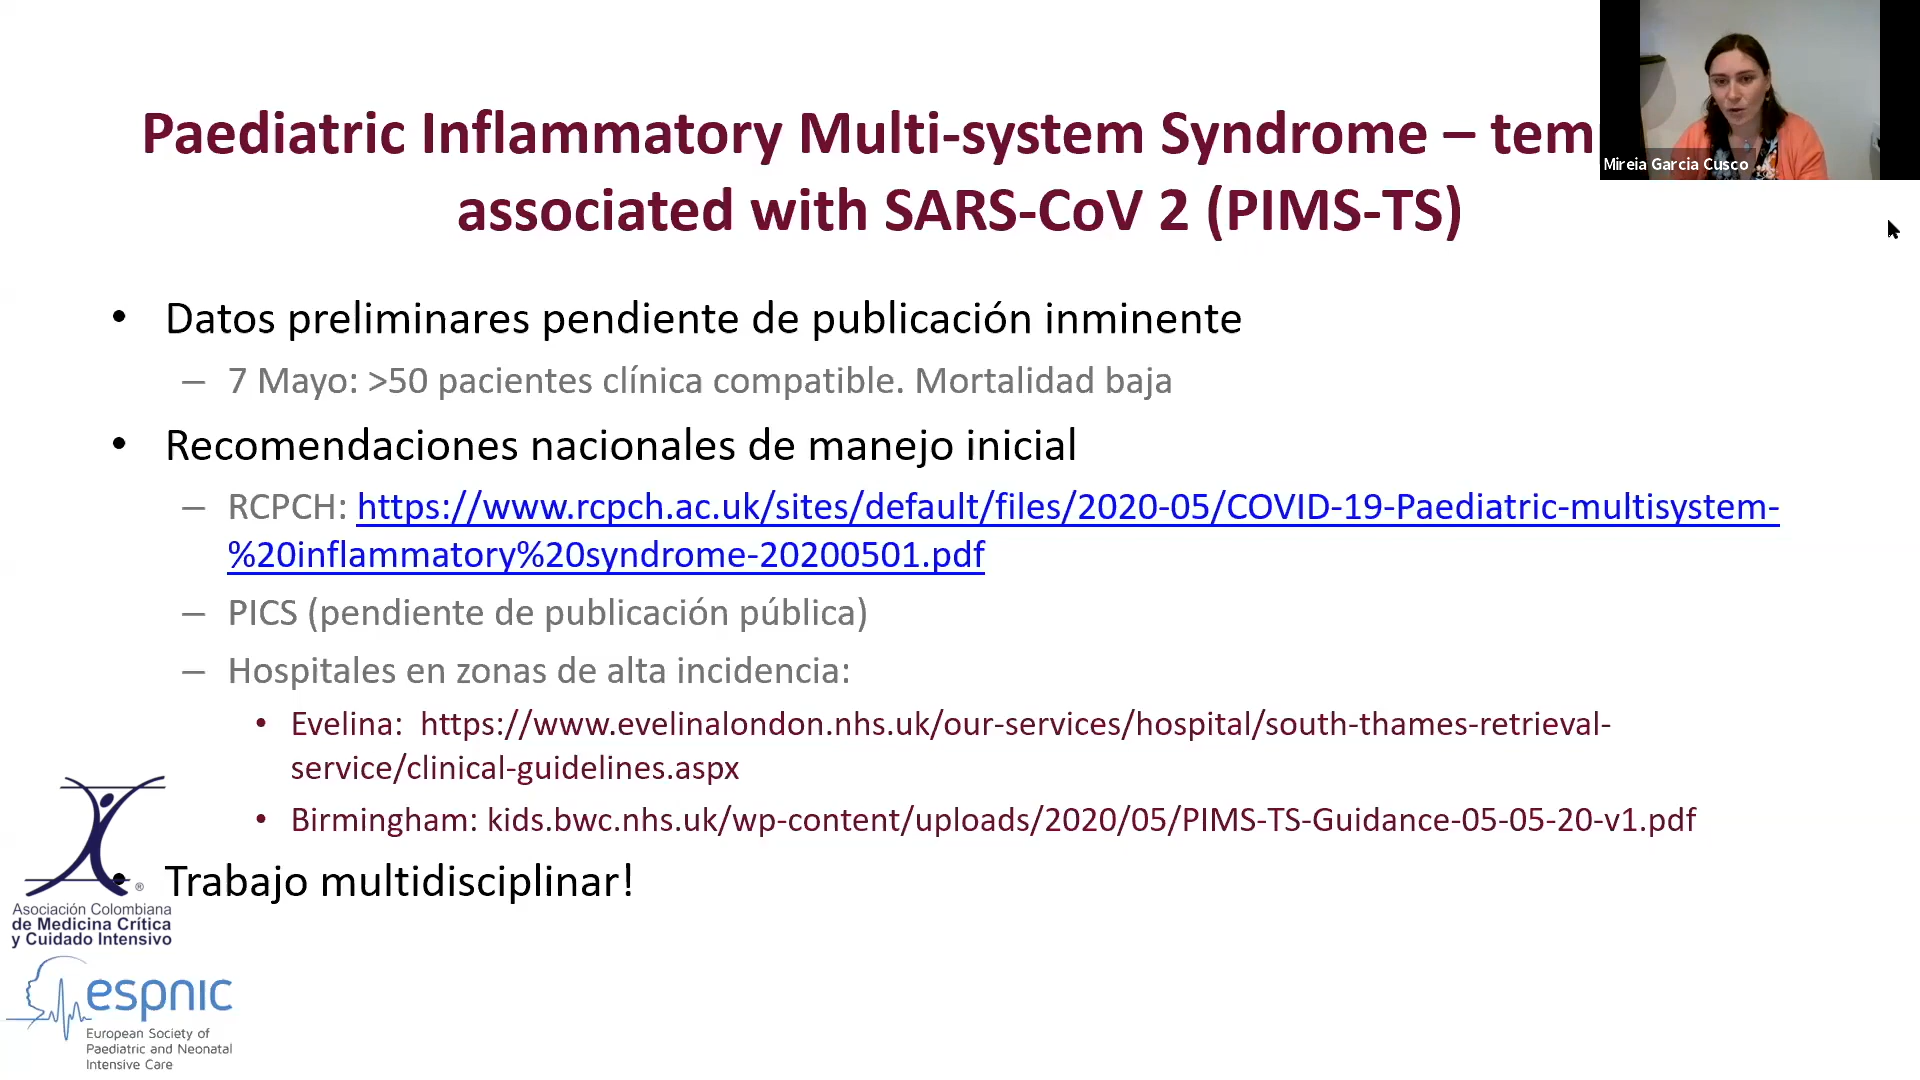 Paediatric Inflammatory Multi-system Syndrome – tem
associated with SARS-CoV 2 (PIMS-TS)
Mireia Garcia Cusco
• Datos preliminares pendiente de publicación inminente
– 7 Mayo: >50 pacientes clínica compatible. Mortalidad baja
• Recomendaciones nacionales de manejo inicial
– RCPCH: https://www.rcpch.ac.uk/sites/default/files/2020-05/COVID-19-Paediatric-multisystem-
%20inflammatory%20syndrome-20200501.pdf
– PICS (pendiente de publicación pública)
– Hospitales en zonas de alta incidencia:
• Evelina: https://www.evelinalondon.nhs.uk/our-services/hospital/south-thames-retrieval-
service/clinical-guidelines.aspx
• Birmingham: kids.bwc.nhs.uk/wp-content/uploads/2020/05/PIMS-TS-Guidance-05-05-20-v1.pdf
• Trabajo multidisciplinar!
®
Asociación Colombiana
de Medicina Crítica
y Cuidado Intensivo
espnic
European Society of
Paediatric and Neonatal
Intensive Care